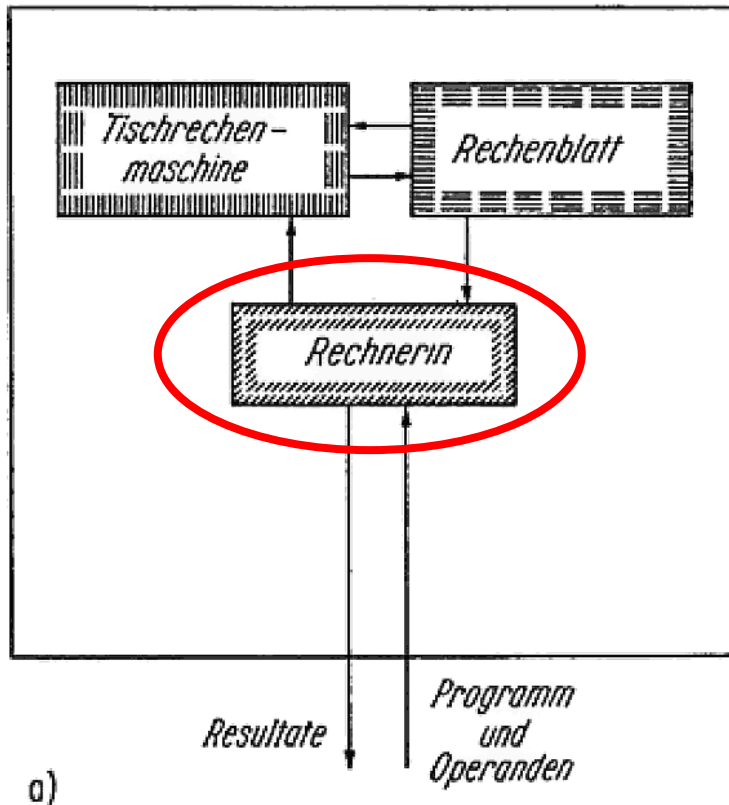 Tischrechen-
maschine
Rechenblatt
Rechnerin
Resultate
Programm
und
Operanden
a)